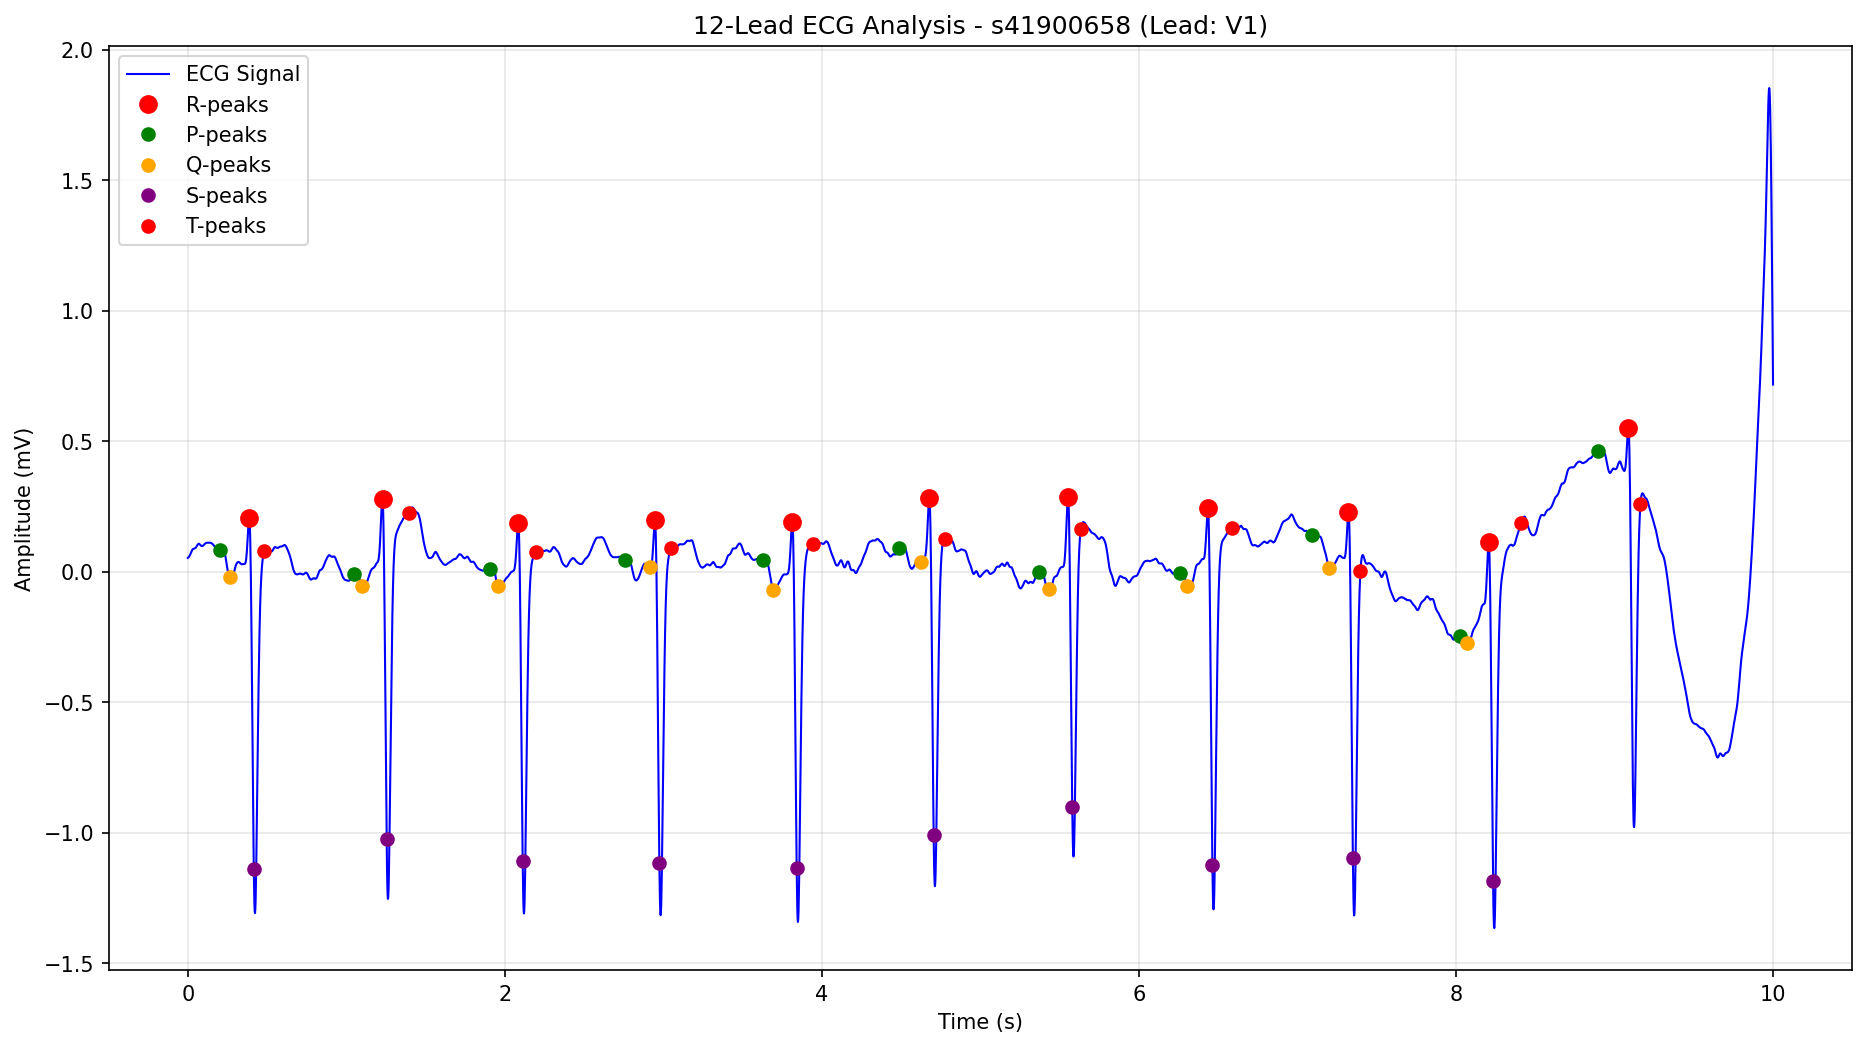 12-Lead ECG Analysis - s41900658 (Lead: V1)
ECG Signal
R-peaks
P-peaks
Q-peaks
S-peaks
T-peaks
2.0
1.5
1.0
0.5
0.0
−0.5
−1.0
−1.5
Amplitude (mV)
0 2 4 6 8 10
Time (s)